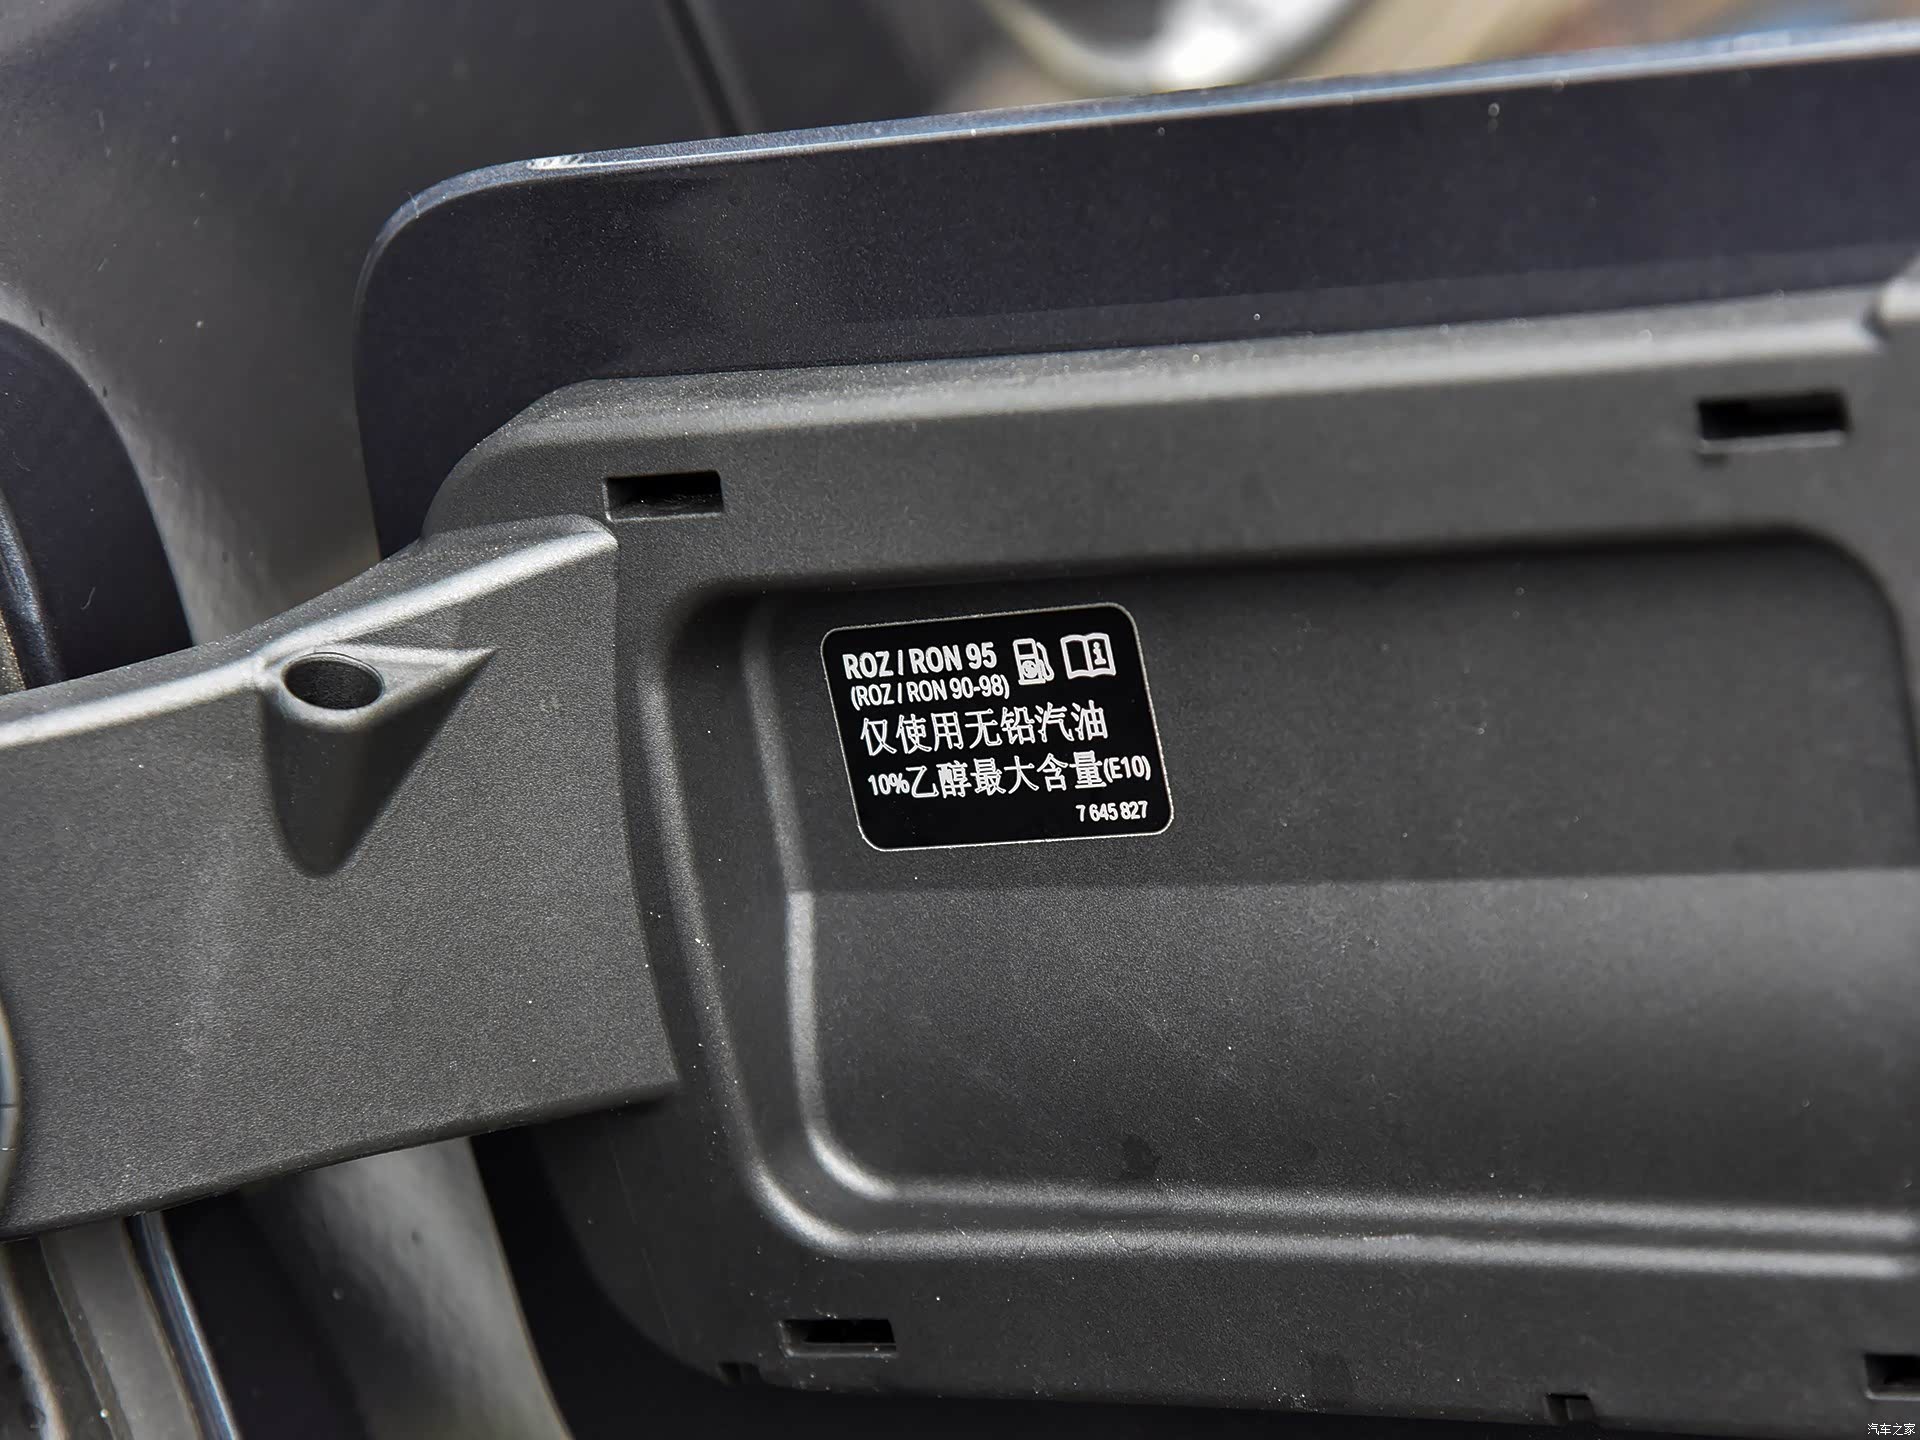 ROZ / RON 95
(ROZ / RON 90-98)
仅使用无铅汽油
10%乙醇最大含量(E10)
7 645 827
汽车之家